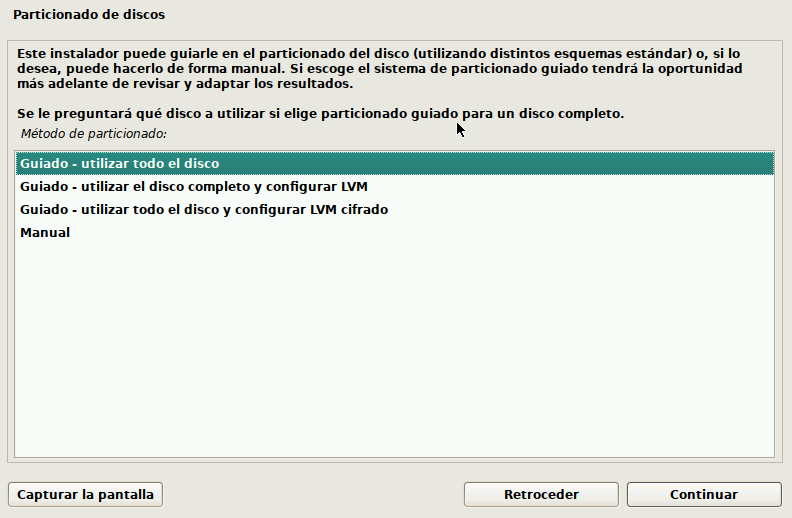 Particionado de discos
Este instalador puede guiarle en el particionado del disco (utilizando distintos esquemas estándar) o, si lo
desea, puede hacerlo de forma manual. Si escoge el sistema de particionado guiado tendrá la oportunidad
más adelante de revisar y adaptar los resultados.
Se le preguntará qué disco a utilizar si elige particionado guiado para un disco completo.
Método de particionado:
Guiado - utilizar todo el disco
Guiado - utilizar el disco completo y configurar LVM
Guiado - utilizar todo el disco y configurar LVM cifrado
Manual
Capturar la pantalla
Retroceder
Continuar